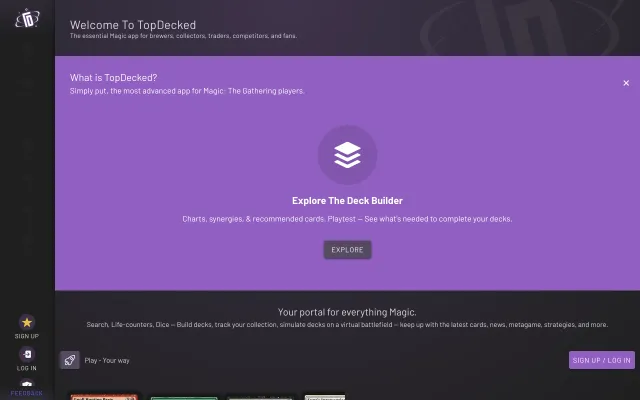 Welcome To TopDecked
The essential Magic app for brewers, collectors, traders, competitors, and fans.
What is TopDecked?
Simply put, the most advanced app for Magic: The Gathering players.
Explore The Deck Builder
Charts, synergies, & recommended cards. Playtest — See what's needed to complete your decks.
EXPLORE
Your portal for everything Magic.
Search, Life-counters, Dice — Build decks, track your collection, simulate decks on a virtual battlefield — keep up with the latest cards, news, metagame, strategies, and more.
Play - Your way
SIGN UP / LOG IN
SIGN UP
LOG IN
FEEDBACK